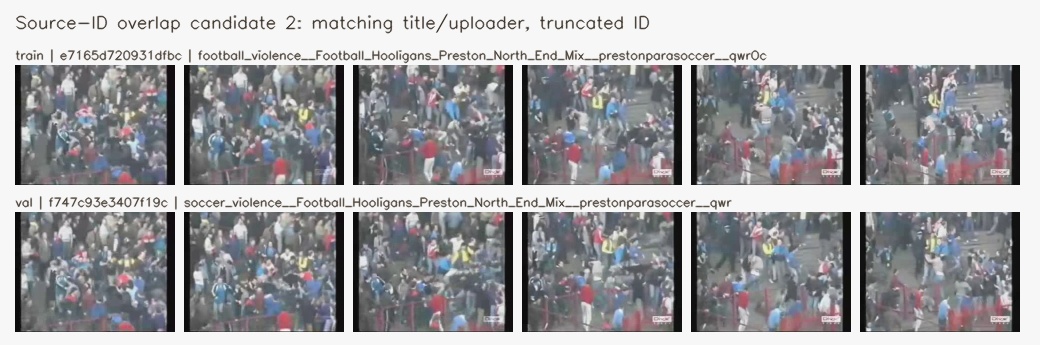 Source-ID overlap candidate 2: matching title/uploader, truncated ID
train | e7165d720931dfbc | football_violence__Football_Hooligans_Preston_North_End_Mix__prestonparasoccer__qwr0c
val | f747c93e3407f19c | soccer_violence__Football_Hooligans_Preston_North_End_Mix__prestonparasoccer__qwr